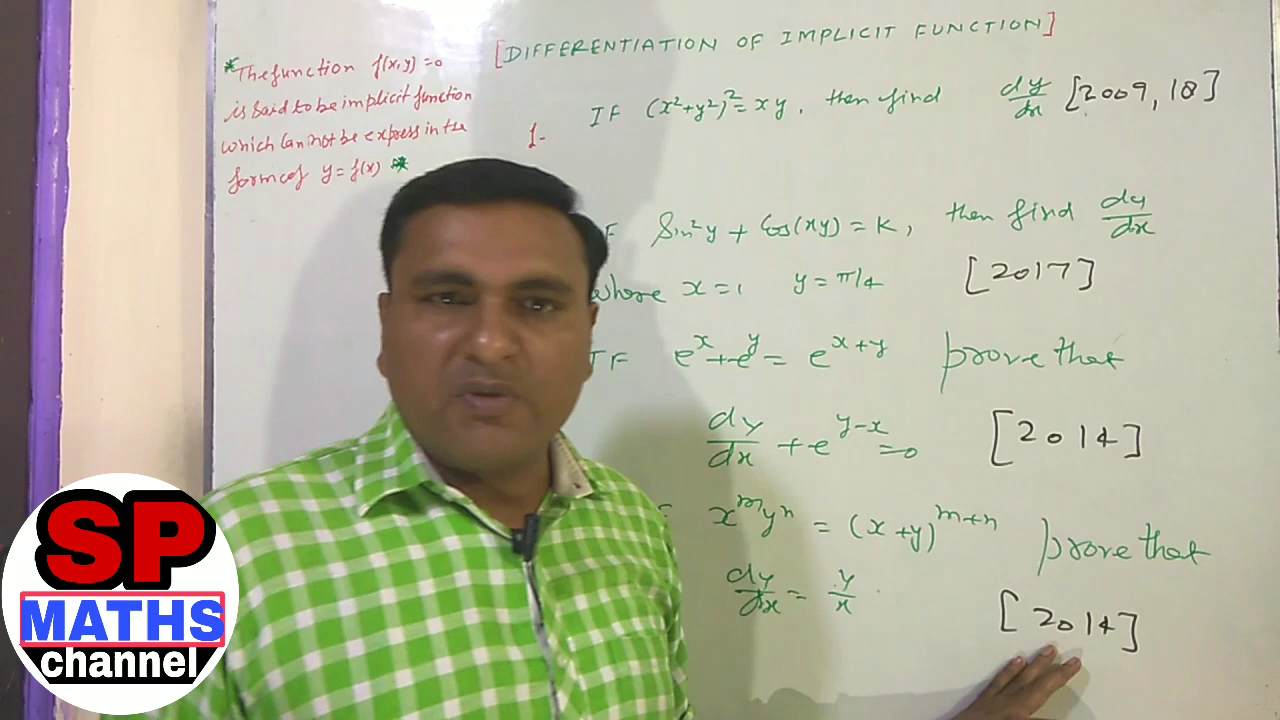 [DIFFERENTIATION OF IMPLICIT FUNCTION]
*The function f(x,y)=0
is said to be implicit function
which can not be express in the
form of y=f(x) *
1-
IF (x²+y²)²=xy, then find dy/dx [2009, 18]
F Sin²y + Cos(xy) = K, then find dy/dx
where x=1 y=π/4 [2017]
IF e^x+e^y = e^x+y prove that
dy/dx + e^y-x =0 [2014]
x^m y^n = (x+y)^m+n prove that
dy/dx = y/x
[2014]
SP
MATHS
channel